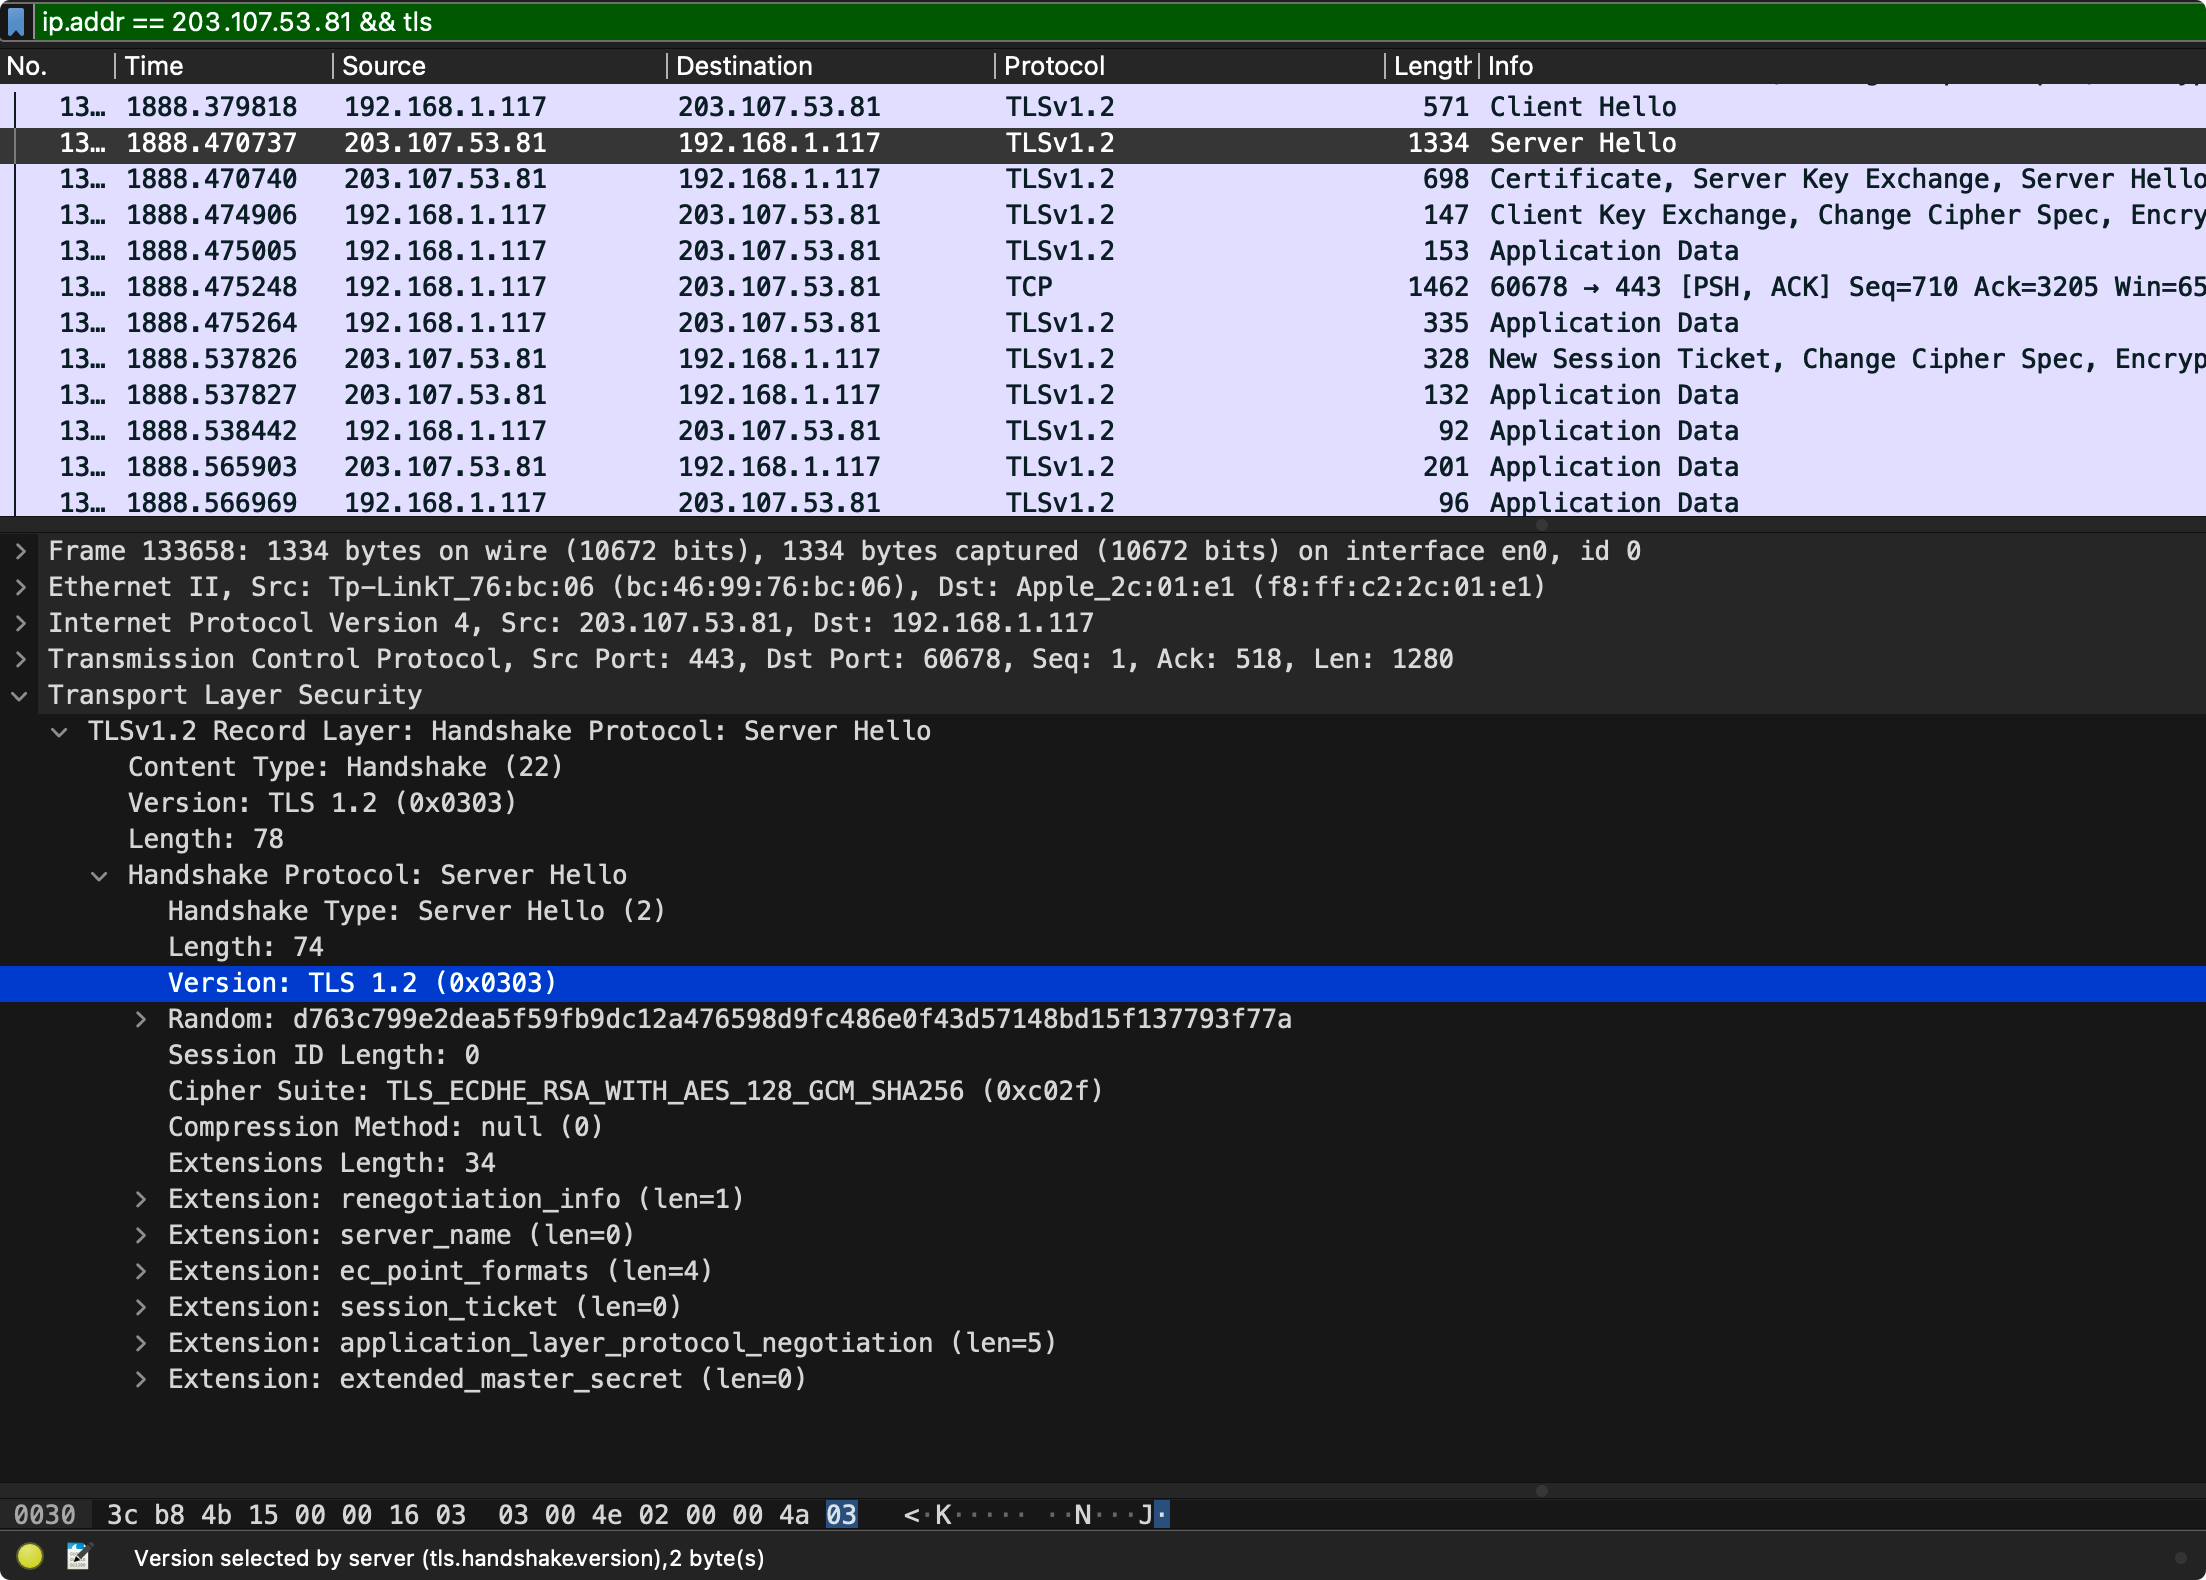 ip.addr == 203.107.53.81 && tls
No. Time Source Destination Protocol Length Info
13… 1888.379818 192.168.1.117 203.107.53.81 TLSv1.2 571 Client Hello
13… 1888.470737 203.107.53.81 192.168.1.117 TLSv1.2 1334 Server Hello
13… 1888.470740 203.107.53.81 192.168.1.117 TLSv1.2 698 Certificate, Server Key Exchange, Server Hello
13… 1888.474906 192.168.1.117 203.107.53.81 TLSv1.2 147 Client Key Exchange, Change Cipher Spec, Encry
13… 1888.475005 192.168.1.117 203.107.53.81 TLSv1.2 153 Application Data
13… 1888.475248 192.168.1.117 203.107.53.81 TCP 1462 60678 → 443 [PSH, ACK] Seq=710 Ack=3205 Win=65
13… 1888.475264 192.168.1.117 203.107.53.81 TLSv1.2 335 Application Data
13… 1888.537826 203.107.53.81 192.168.1.117 TLSv1.2 328 New Session Ticket, Change Cipher Spec, Encryp
13… 1888.537827 203.107.53.81 192.168.1.117 TLSv1.2 132 Application Data
13… 1888.538442 192.168.1.117 203.107.53.81 TLSv1.2 92 Application Data
13… 1888.565903 203.107.53.81 192.168.1.117 TLSv1.2 201 Application Data
13… 1888.566969 192.168.1.117 203.107.53.81 TLSv1.2 96 Application Data
Frame 133658: 1334 bytes on wire (10672 bits), 1334 bytes captured (10672 bits) on interface en0, id 0
Ethernet II, Src: Tp-LinkT_76:bc:06 (bc:46:99:76:bc:06), Dst: Apple_2c:01:e1 (f8:ff:c2:2c:01:e1)
Internet Protocol Version 4, Src: 203.107.53.81, Dst: 192.168.1.117
Transmission Control Protocol, Src Port: 443, Dst Port: 60678, Seq: 1, Ack: 518, Len: 1280
Transport Layer Security
TLSv1.2 Record Layer: Handshake Protocol: Server Hello
Content Type: Handshake (22)
Version: TLS 1.2 (0x0303)
Length: 78
Handshake Protocol: Server Hello
Handshake Type: Server Hello (2)
Length: 74
Version: TLS 1.2 (0x0303)
Random: d763c799e2dea5f59fb9dc12a476598d9fc486e0f43d57148bd15f137793f77a
Session ID Length: 0
Cipher Suite: TLS_ECDHE_RSA_WITH_AES_128_GCM_SHA256 (0xc02f)
Compression Method: null (0)
Extensions Length: 34
Extension: renegotiation_info (len=1)
Extension: server_name (len=0)
Extension: ec_point_formats (len=4)
Extension: session_ticket (len=0)
Extension: application_layer_protocol_negotiation (len=5)
Extension: extended_master_secret (len=0)
0030 3c b8 4b 15 00 00 16 03 03 00 4e 02 00 00 4a 03 <·K····· ··N···J·
Version selected by server (tls.handshake.version), 2 byte(s)